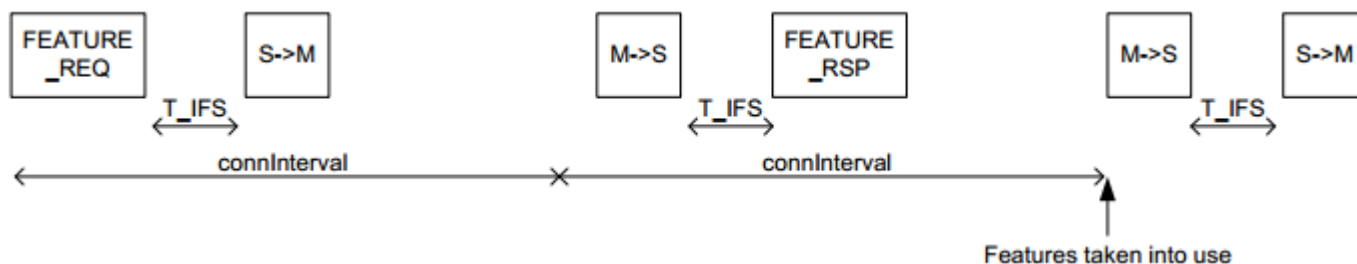 FEATURE
_REQ
S->M
M->S
FEATURE
_RSP
M->S
S->M
T_IFS
T_IFS
T_IFS
connInterval
connInterval
Features taken into use